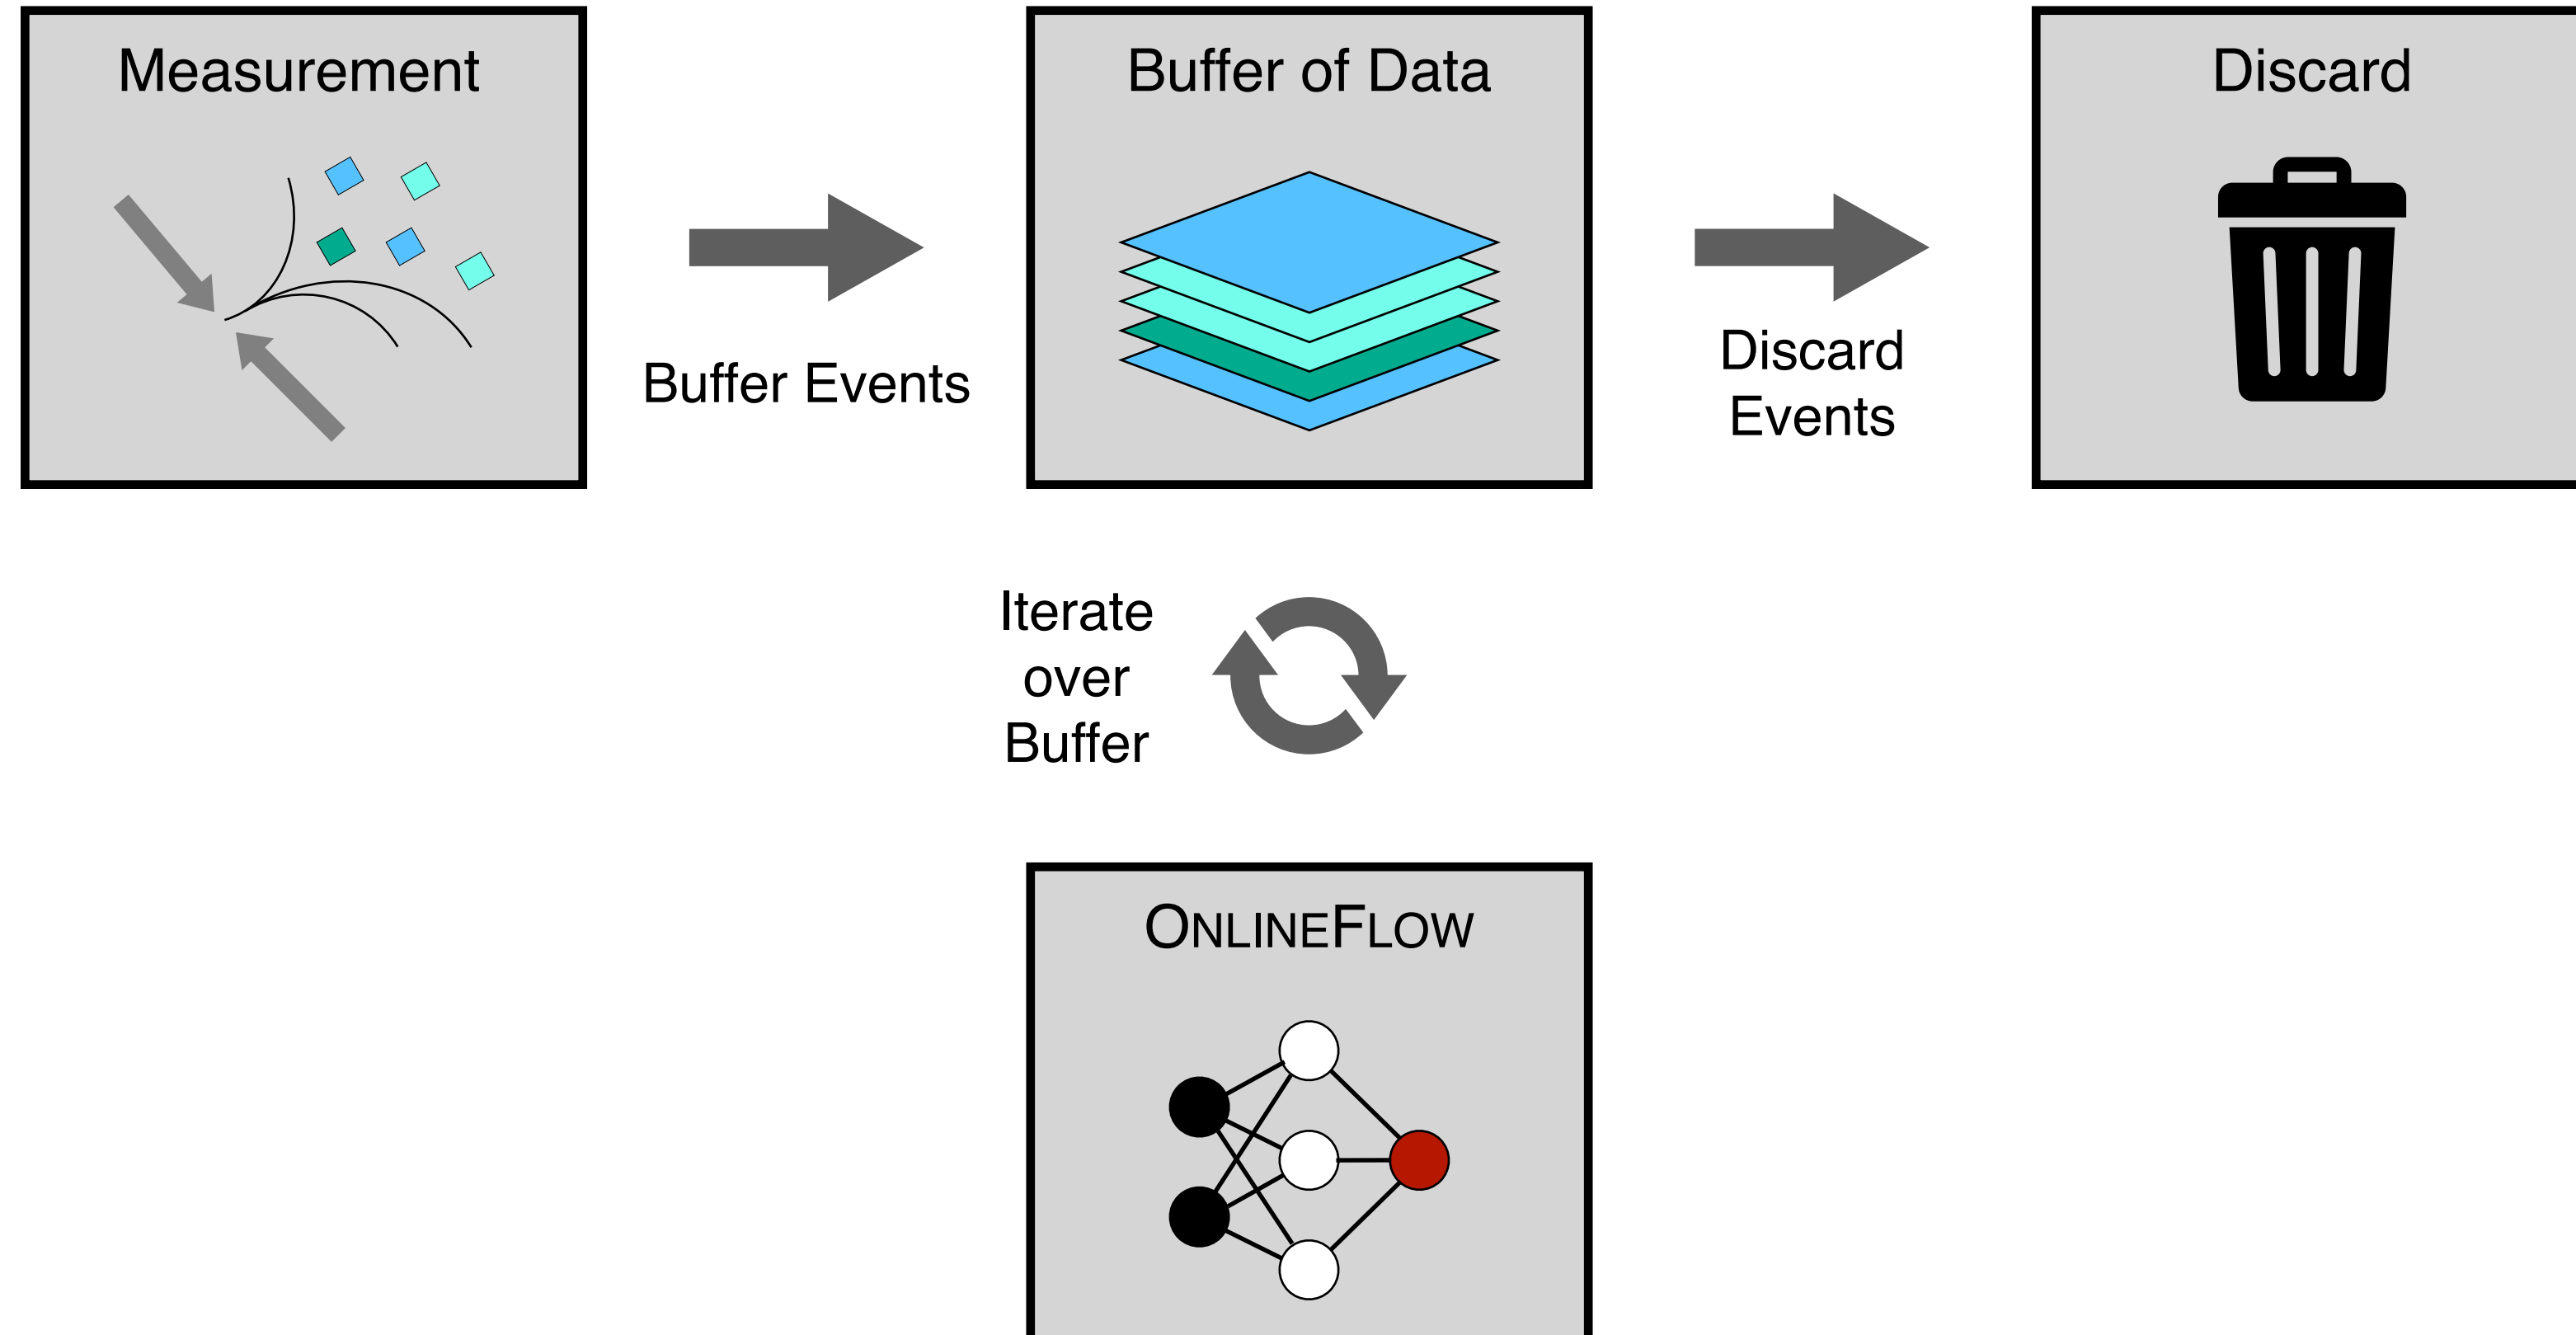 Measurement
Buffer Events
Buffer of Data
Discard
Events
Discard
Iterate
over
Buffer
OnlineFlow